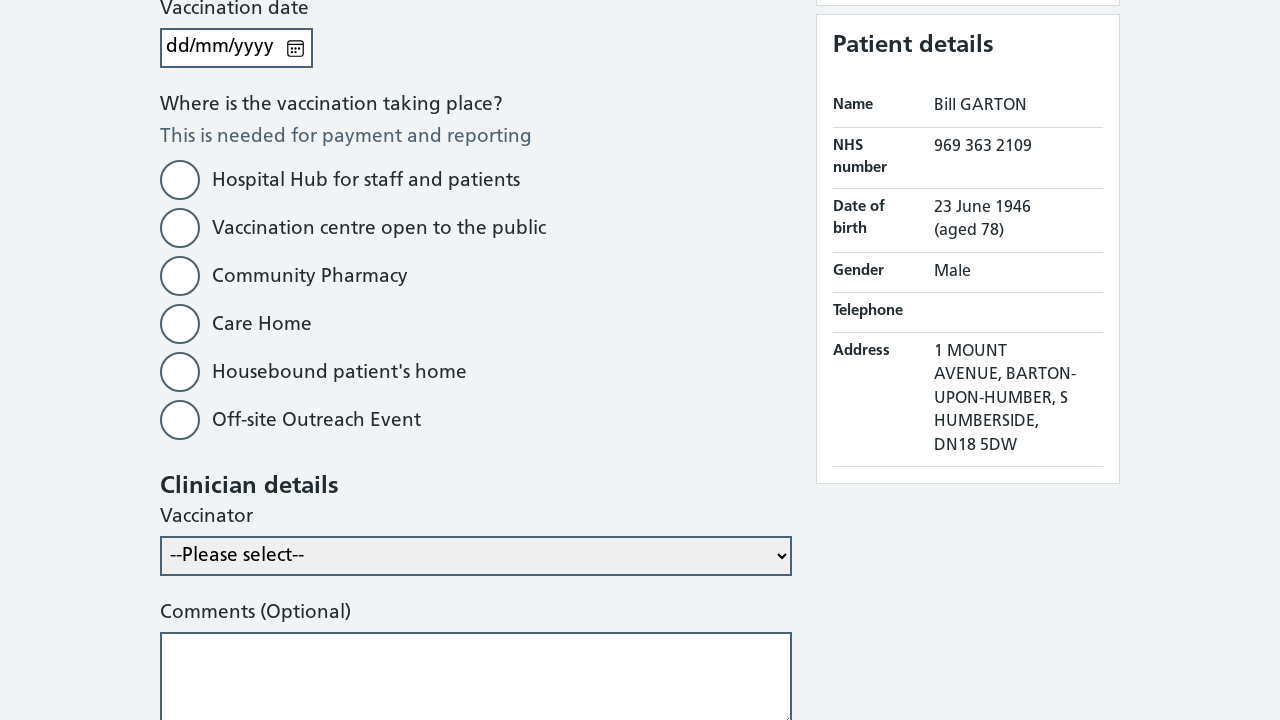 Vaccination date
dd/mm/yyyy
Where is the vaccination taking place?
This is needed for payment and reporting
Hospital Hub for staff and patients
Vaccination centre open to the public
Community Pharmacy
Care Home
Housebound patient's home
Off-site Outreach Event
Clinician details
Vaccinator
--Please select--
Comments (Optional)
Patient details
Name Bill GARTON
NHS number 969 363 2109
Date of birth 23 June 1946
(aged 78)
Gender Male
Telephone
Address 1 MOUNT
AVENUE, BARTON-
UPON-HUMBER, S
HUMBERSIDE,
DN18 5DW